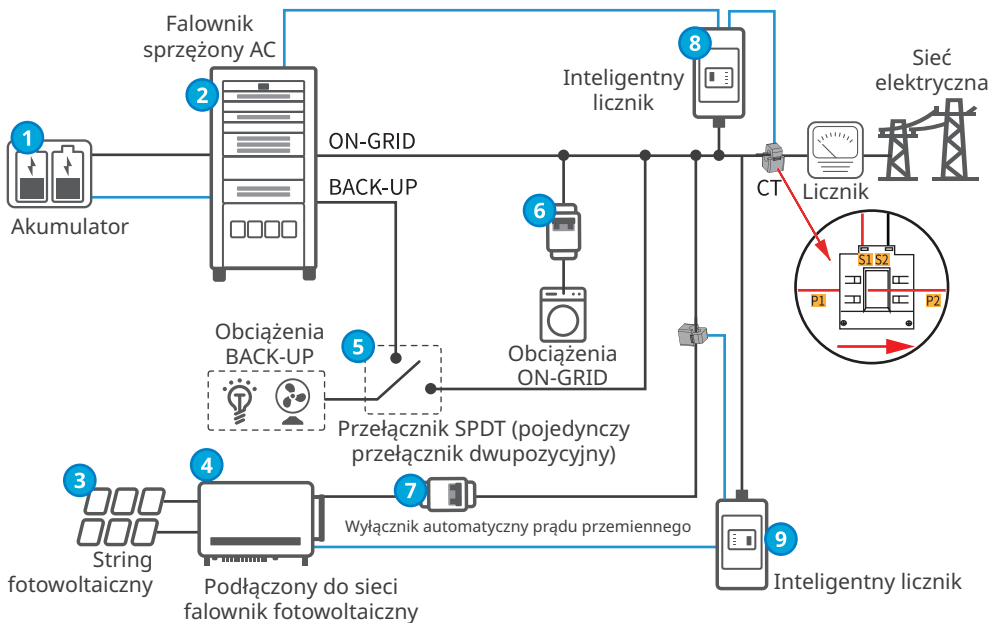 Falownik
sprzężony AC
8
Sieć
elektryczna
Inteligentny
licznik
2
1
ON-GRID
BACK-UP
CT
Licznik
Akumulator
6
S1 S2
P1
P2
Obciążenia
BACK-UP
5
Obciążenia
ON-GRID
Przełącznik SPDT (pojedynczy
przełącznik dwupozycyjny)
3
4
7
Wyłącznik automatyczny prądu przemiennego
9
String
fotowoltaiczny
Podłączony do sieci
falownik fotowoltaiczny
Inteligentny licznik